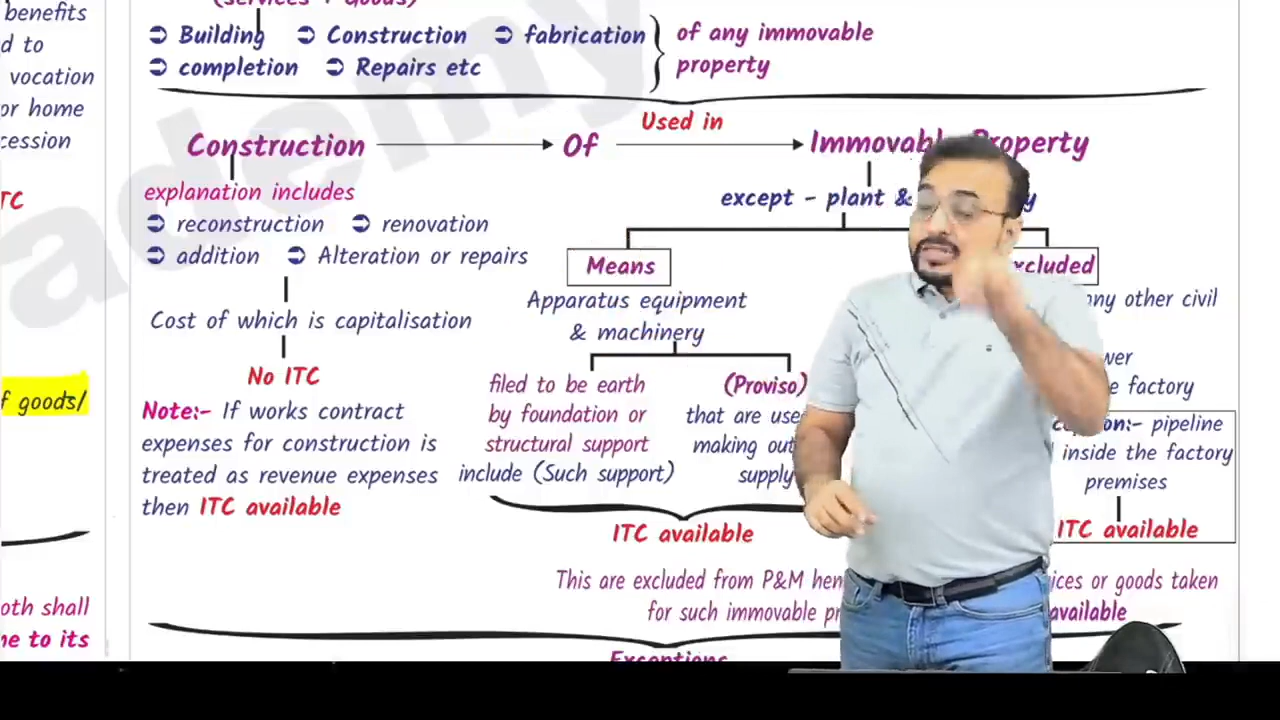 benefits
d to
vocation
or home
cession
TC
f goods/
oth shall
ne to its
(Services + Goods)
➲ Building ➲ Construction ➲ fabrication
➲ completion ➲ Repairs etc
of any immovable
property
Used in
Construction Of Immovable Property
explanation includes
➲ reconstruction ➲ renovation
➲ addition ➲ Alteration or repairs
Cost of which is capitalisation
No ITC
Note:- If works contract
expenses for construction is
treated as revenue expenses
then ITC available
except - plant &
Means
Apparatus equipment
& machinery
filed to be earth
by foundation or
structural support
include (Such support)
(Proviso)
that are use
making out
supply
ITC available
xcluded
any other civil
wer
e factory
on:- pipeline
inside the factory
premises
ITC available
This are excluded from P&M hen ices or goods taken
for such immovable pr available
Exceptions
ademy